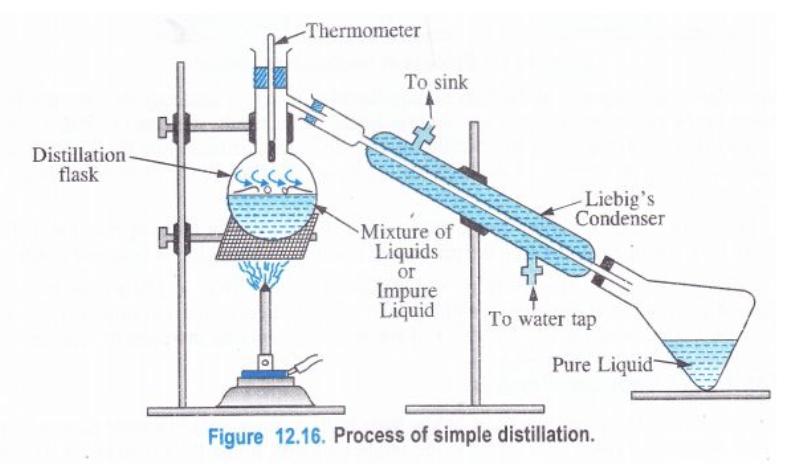 Thermometer
To sink
Distillation
flask
Liebig's
Condenser
Mixture of
Liquids
or
Impure
Liquid
To water tap
Pure Liquid
Figure 12.16. Process of simple distillation.